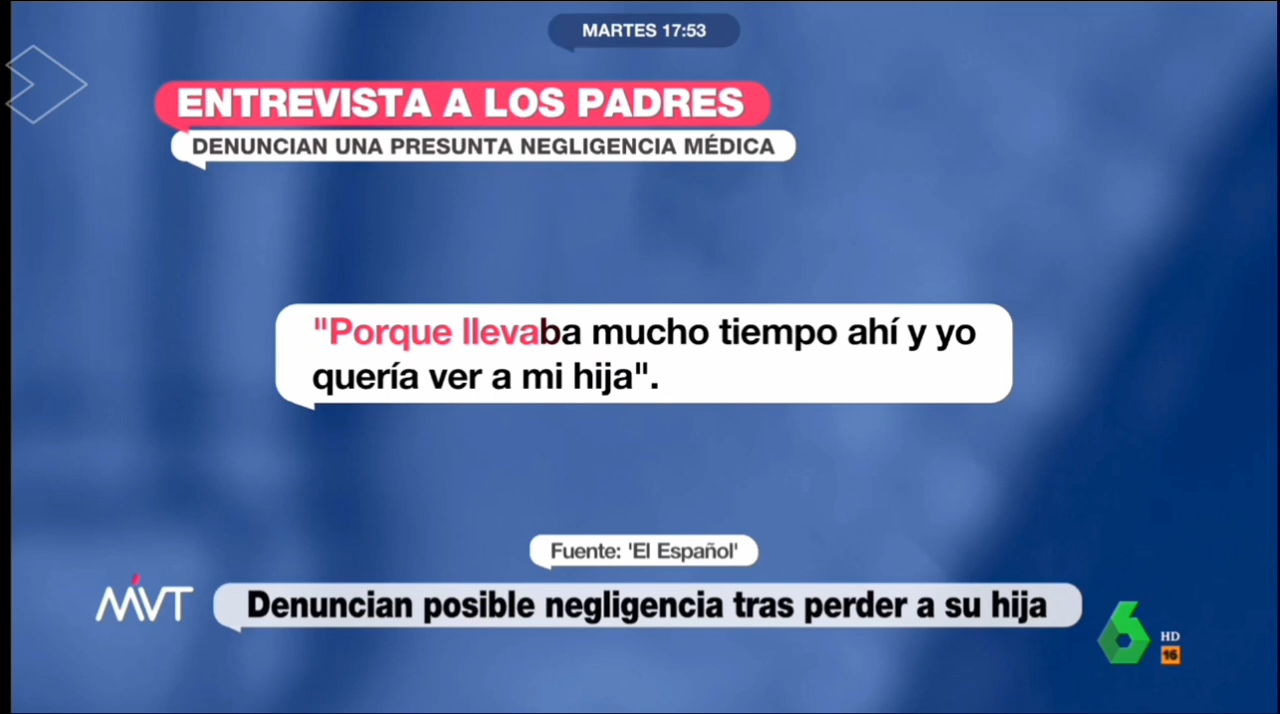 MARTES 17:53
ENTREVISTA A LOS PADRES
DENUNCIAN UNA PRESUNTA NEGLIGENCIA MÉDICA
"Porque llevaba mucho tiempo ahí y yo
quería ver a mi hija".
Fuente: 'El Español'
MVT
Denuncian posible negligencia tras perder a su hija
6
HD
16